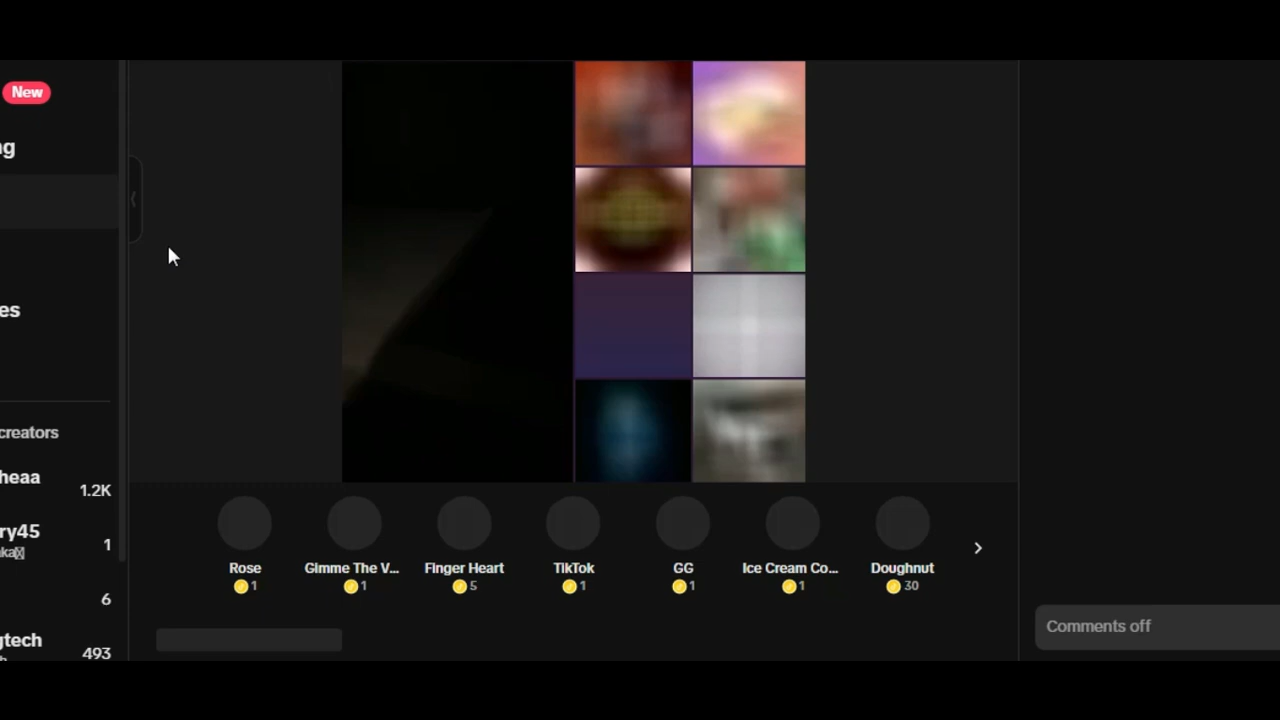 New
ng
es
creators
heaa
1.2K
ry45
1
6
gtech
493
Rose
1
Gimme The V...
1
Finger Heart
5
TikTok
1
GG
1
Ice Cream Co...
1
Doughnut
30
Comments off